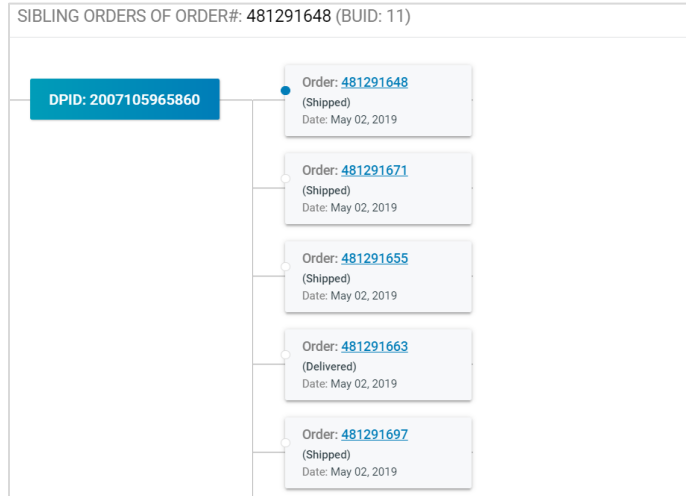 SIBLING ORDERS OF ORDER#: 481291648 (BUID: 11)
DPID: 2007105965860
Order: 481291648
(Shipped)
Date: May 02, 2019
Order: 481291671
(Shipped)
Date: May 02, 2019
Order: 481291655
(Shipped)
Date: May 02, 2019
Order: 481291663
(Delivered)
Date: May 02, 2019
Order: 481291697
(Shipped)
Date: May 02, 2019